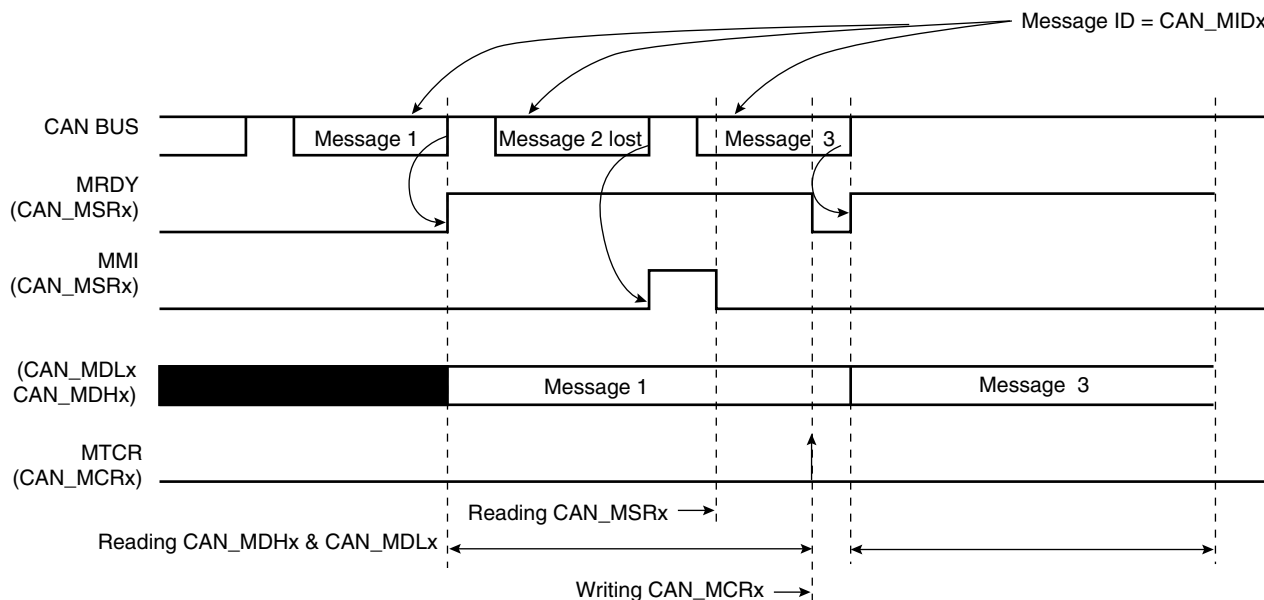 Message ID = CAN_MIDx
CAN BUS
Message 1
Message 2 lost
Message 3
MRDY
(CAN_MSRx)
MMI
(CAN_MSRx)
(CAN_MDLx
CAN_MDHx)
Message 1
Message 3
MTCR
(CAN_MCRx)
Reading CAN_MSRx
Reading CAN_MDHx & CAN_MDLx
Writing CAN_MCRx